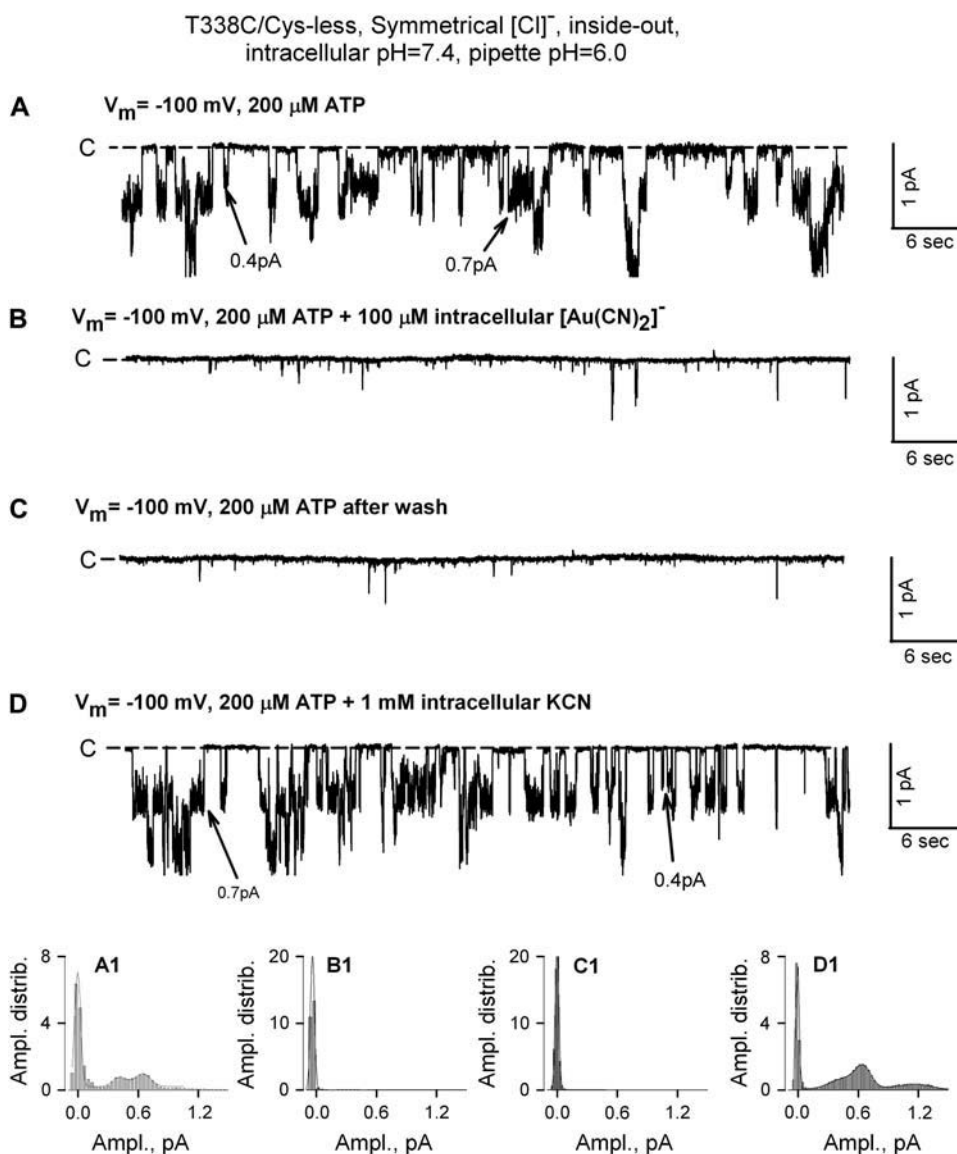 T338C/Cys-less, Symmetrical [Cl]⁻, inside-out,
intracellular pH=7.4, pipette pH=6.0
A Vm= -100 mV, 200 µM ATP
C
0.4pA
0.7pA
1 pA
6 sec
B Vm= -100 mV, 200 µM ATP + 100 µM intracellular [Au(CN)2]⁻
C
1 pA
6 sec
C Vm= -100 mV, 200 µM ATP after wash
C
1 pA
6 sec
D Vm= -100 mV, 200 µM ATP + 1 mM intracellular KCN
C
0.7pA
0.4pA
1 pA
6 sec
A1
Ampl. distrib.
8
4
0
0.0 0.6 1.2
Ampl., pA
B1
Ampl. distrib.
20
10
0
0.0 0.6 1.2
Ampl., pA
C1
Ampl. distrib.
20
10
0
0.0 0.6 1.2
Ampl., pA
D1
Ampl. distrib.
8
4
0
0.0 0.6 1.2
Ampl., pA